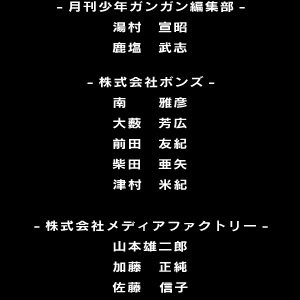 - 月刊少年ガンガン編集部 -
湯村　宣昭
鹿塩　武志
- 株式会社ボンズ -
南　　雅彦
大薮　芳広
前田　友紀
柴田　亜矢
津村　米紀
- 株式会社メディアファクトリー -
山本雄二郎
加藤　正純
佐藤　信子